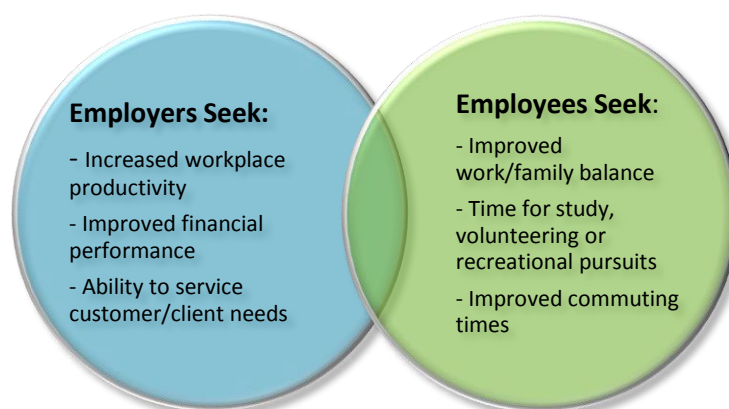 Employers Seek:
- Increased workplace
productivity
- Improved financial
performance
- Ability to service
customer/client needs
Employees Seek:
- Improved
work/family balance
- Time for study,
volunteering or
recreational pursuits
- Improved commuting
times